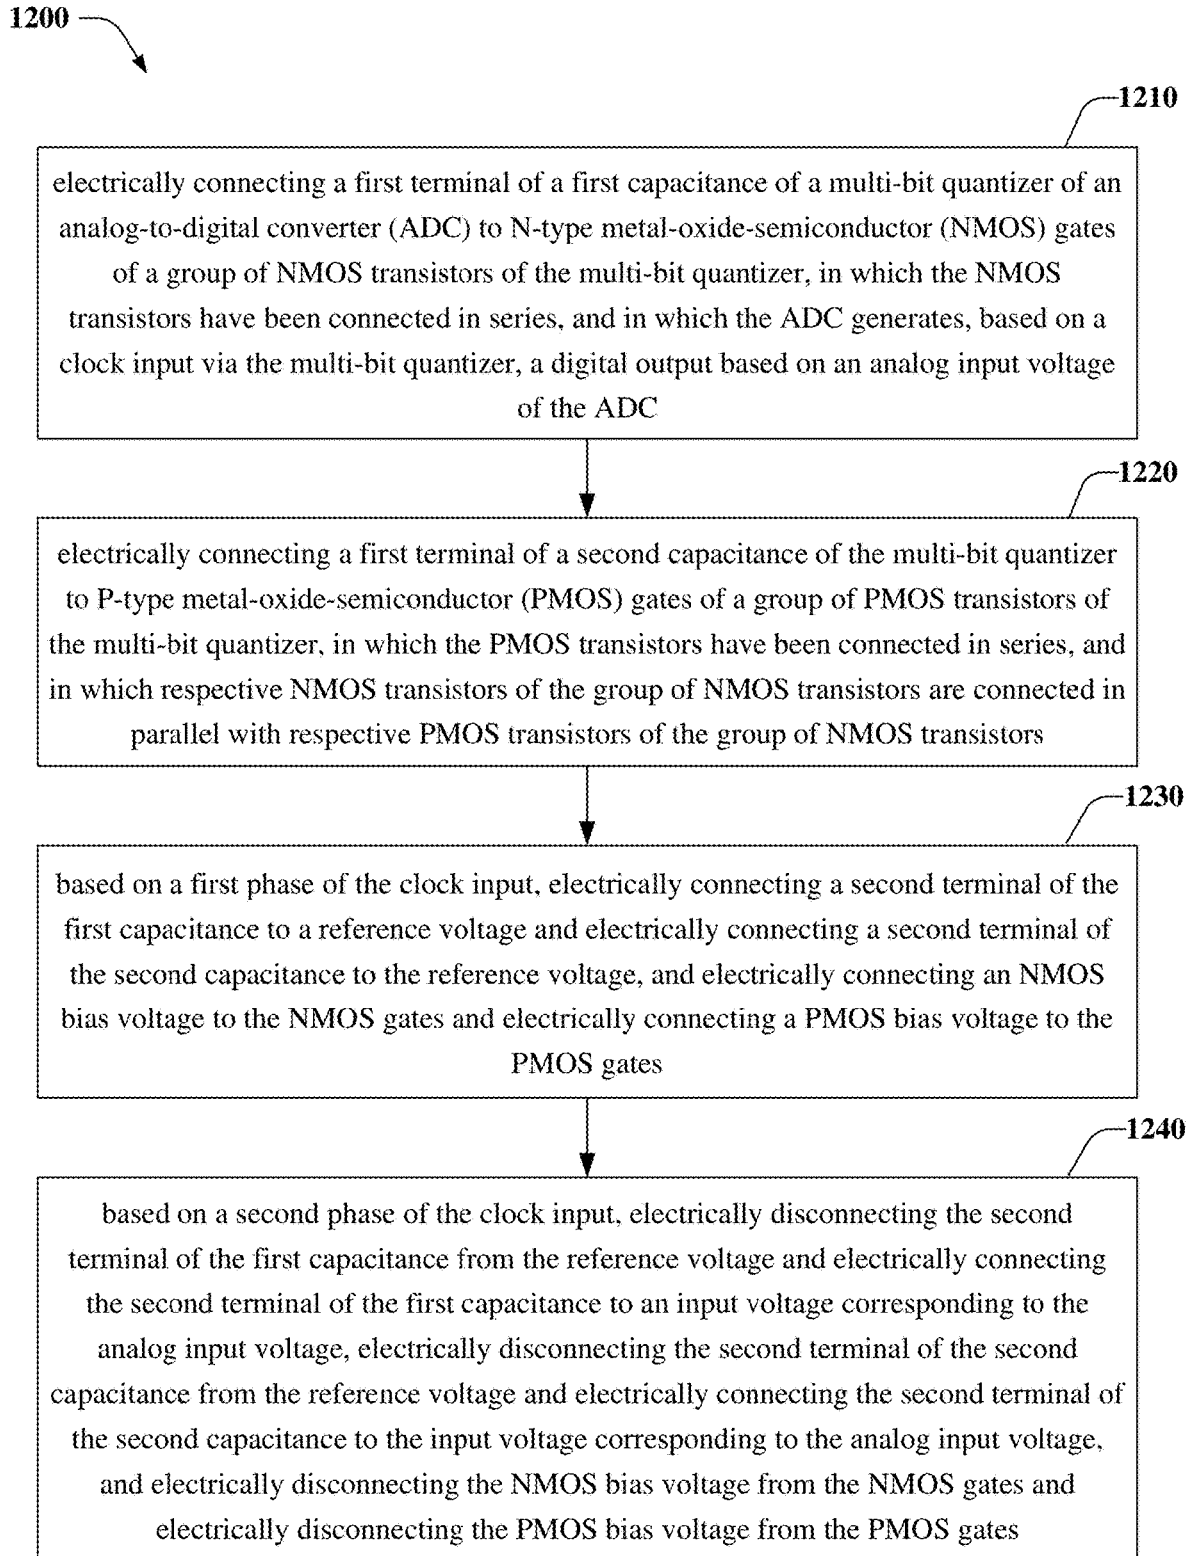 1200
1210
electrically connecting a first terminal of a first capacitance of a multi-bit quantizer of an
analog-to-digital converter (ADC) to N-type metal-oxide-semiconductor (NMOS) gates
of a group of NMOS transistors of the multi-bit quantizer, in which the NMOS
transistors have been connected in series, and in which the ADC generates, based on a
clock input via the multi-bit quantizer, a digital output based on an analog input voltage
of the ADC
1220
electrically connecting a first terminal of a second capacitance of the multi-bit quantizer
to P-type metal-oxide-semiconductor (PMOS) gates of a group of PMOS transistors of
the multi-bit quantizer, in which the PMOS transistors have been connected in series, and
in which respective NMOS transistors of the group of NMOS transistors are connected in
parallel with respective PMOS transistors of the group of NMOS transistors
1230
based on a first phase of the clock input, electrically connecting a second terminal of the
first capacitance to a reference voltage and electrically connecting a second terminal of
the second capacitance to the reference voltage, and electrically connecting an NMOS
bias voltage to the NMOS gates and electrically connecting a PMOS bias voltage to the
PMOS gates
1240
based on a second phase of the clock input, electrically disconnecting the second
terminal of the first capacitance from the reference voltage and electrically connecting
the second terminal of the first capacitance to an input voltage corresponding to the
analog input voltage, electrically disconnecting the second terminal of the second
capacitance from the reference voltage and electrically connecting the second terminal of
the second capacitance to the input voltage corresponding to the analog input voltage,
and electrically disconnecting the NMOS bias voltage from the NMOS gates and
electrically disconnecting the PMOS bias voltage from the PMOS gates